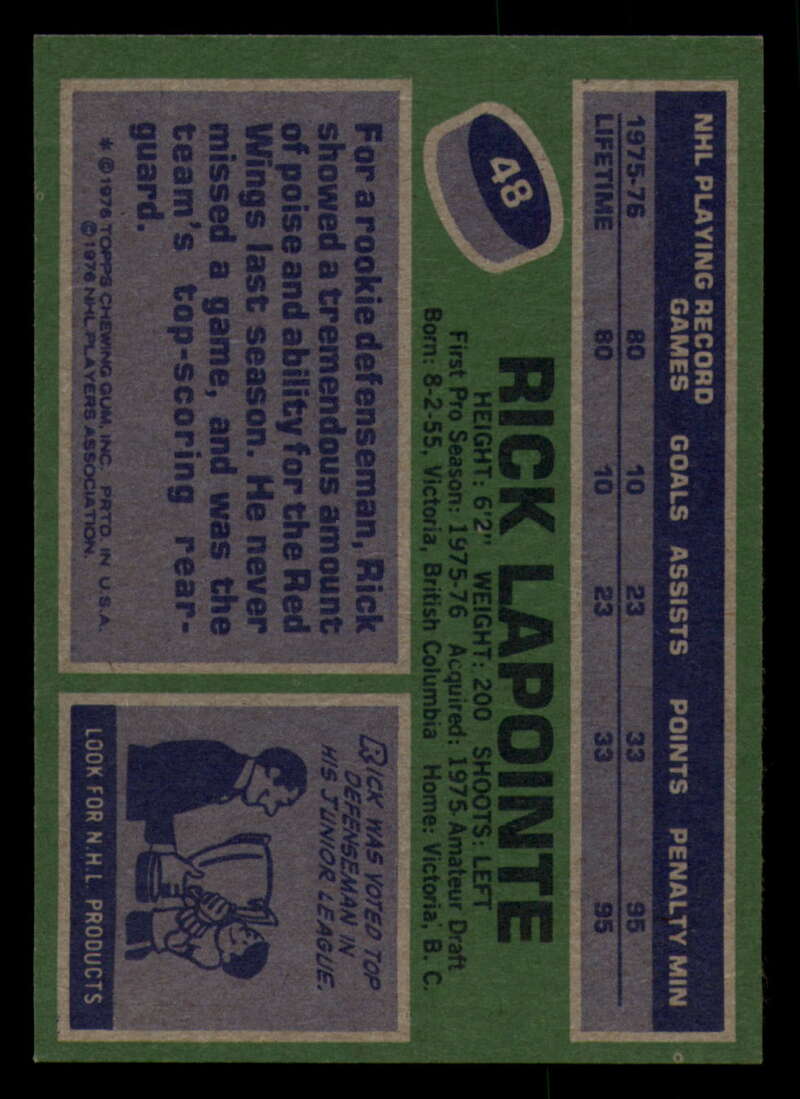 NHL PLAYING RECORD
GAMES GOALS ASSISTS POINTS PENALTY MIN
1975-76 80 10 23 33 95
LIFETIME 80 10 23 33 95
48
RICK LAPOINTE
HEIGHT: 6'2" WEIGHT: 200 SHOOTS: LEFT
First Pro Season: 1975-76 Acquired: 1975 Amateur Draft
Born: 8-2-55, Victoria, British Columbia Home: Victoria, B. C.
For a rookie defenseman, Rick
showed a tremendous amount
of poise and ability for the Red
Wings last season. He never
missed a game, and was the
team's top-scoring rear-
guard.
* ©1976 TOPPS CHEWING GUM, INC. PRTD. IN U.S.A.
©1976 NHL PLAYERS ASSOCIATION.
RICK WAS VOTED TOP
DEFENSEMAN IN
HIS JUNIOR LEAGUE.
LOOK FOR N.H.L. PRODUCTS